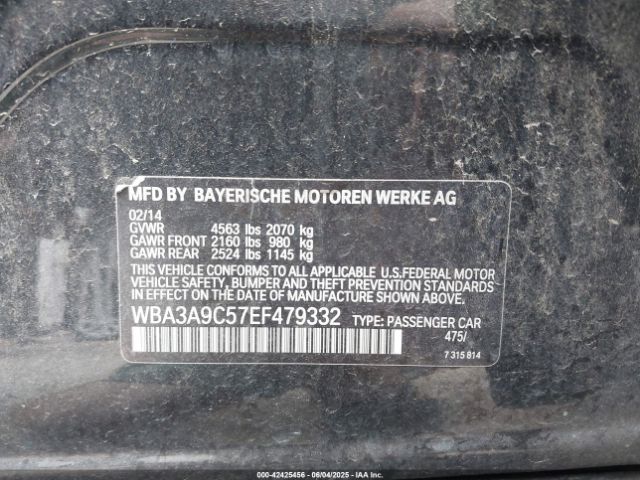 MFD BY BAYERISCHE MOTOREN WERKE AG
02/14
GVWR 4563 lbs 2070 kg
GAWR FRONT 2160 lbs 980 kg
GAWR REAR 2524 lbs 1145 kg
THIS VEHICLE CONFORMS TO ALL APPLICABLE U.S.FEDERAL MOTOR
VEHICLE SAFETY, BUMPER AND THEFT PREVENTION STANDARDS
IN EFFECT ON THE DATE OF MANUFACTURE SHOWN ABOVE.
WBA3A9C57EF479332 TYPE: PASSENGER CAR
475/
7 315 814
000-42425456 - 06/04/2025 - IAA Inc.